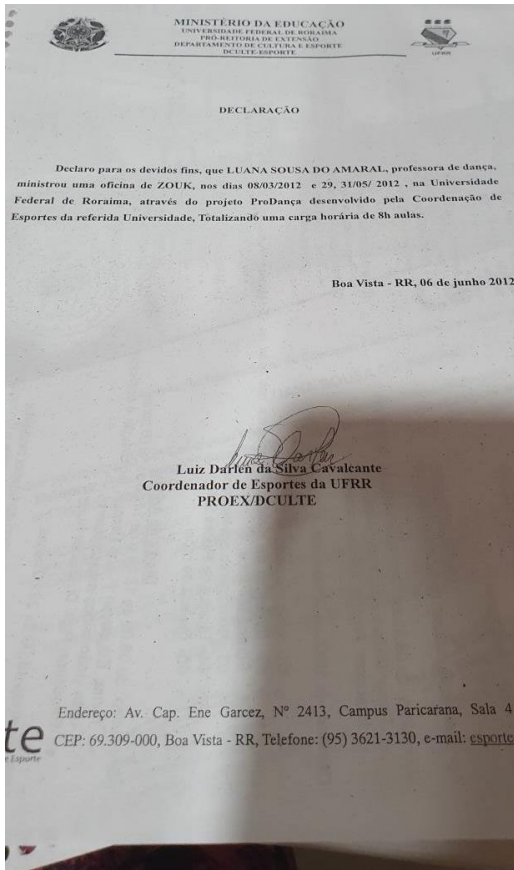 MINISTÉRIO DA EDUCAÇÃO
UNIVERSIDADE FEDERAL DE RORAIMA
PRÓ-REITORIA DE EXTENSÃO
DEPARTAMENTO DE CULTURA E ESPORTE
DCULTE-ESPORTE
UFRR
DECLARAÇÃO
Declaro para os devidos fins, que LUANA SOUSA DO AMARAL, professora de dança,
ministrou uma oficina de ZOUK, nos dias 08/03/2012 e 29, 31/05/ 2012 , na Universidade
Federal de Roraima, através do projeto ProDança desenvolvido pela Coordenação de
Esportes da referida Universidade, Totalizando uma carga horária de 8h aulas.
Boa Vista - RR, 06 de junho 2012
Luiz Darlen da Silva Cavalcante
Coordenador de Esportes da UFRR
PROEX/DCULTE
Endereço: Av. Cap. Ene Garcez, Nº 2413, Campus Paricarana, Sala 4
te CEP: 69.309-000, Boa Vista - RR, Telefone: (95) 3621-3130, e-mail: esporte
e Esporte